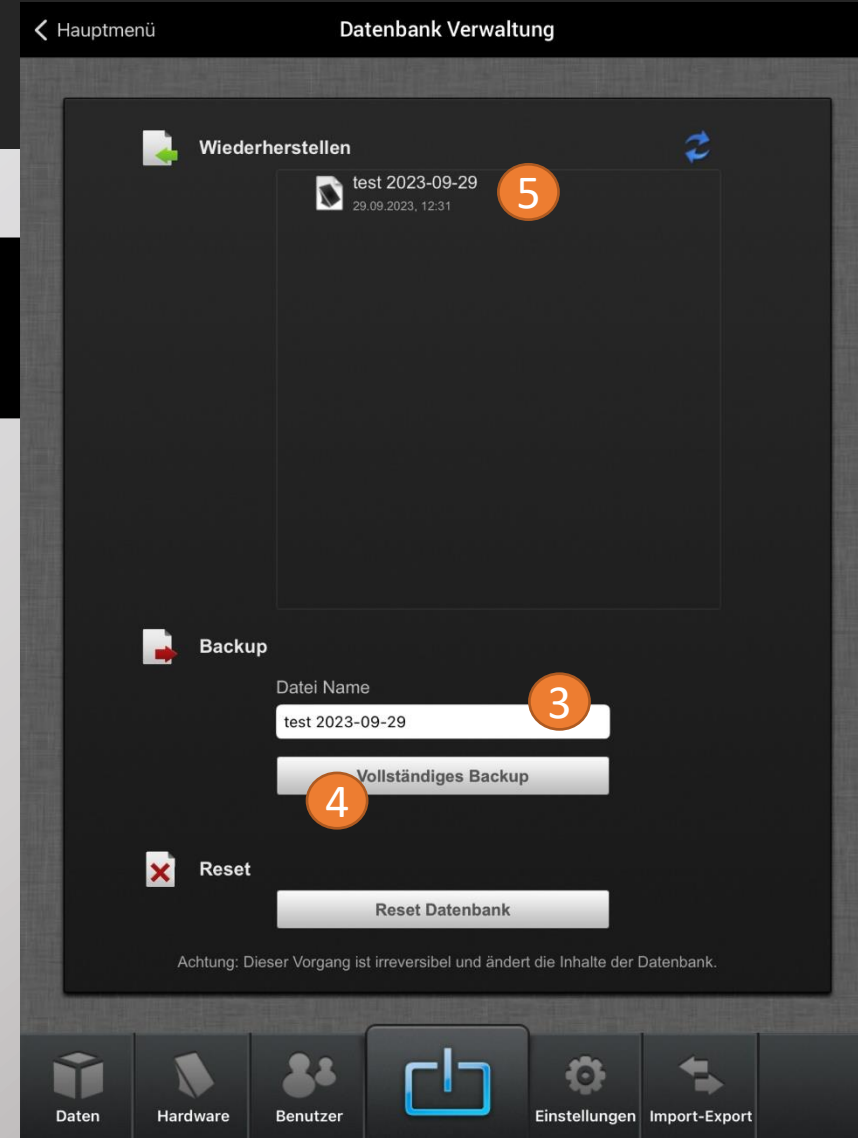 Hauptmenü
Datenbank Verwaltung
Wiederherstellen
test 2023-09-29
29.09.2023, 12:31
5
Backup
Datei Name
3
test 2023-09-29
Vollständiges Backup
4
Reset
Reset Datenbank
Achtung: Dieser Vorgang ist irreversibel und ändert die Inhalte der Datenbank.
Daten
Hardware
Benutzer
Einstellungen
Import-Export